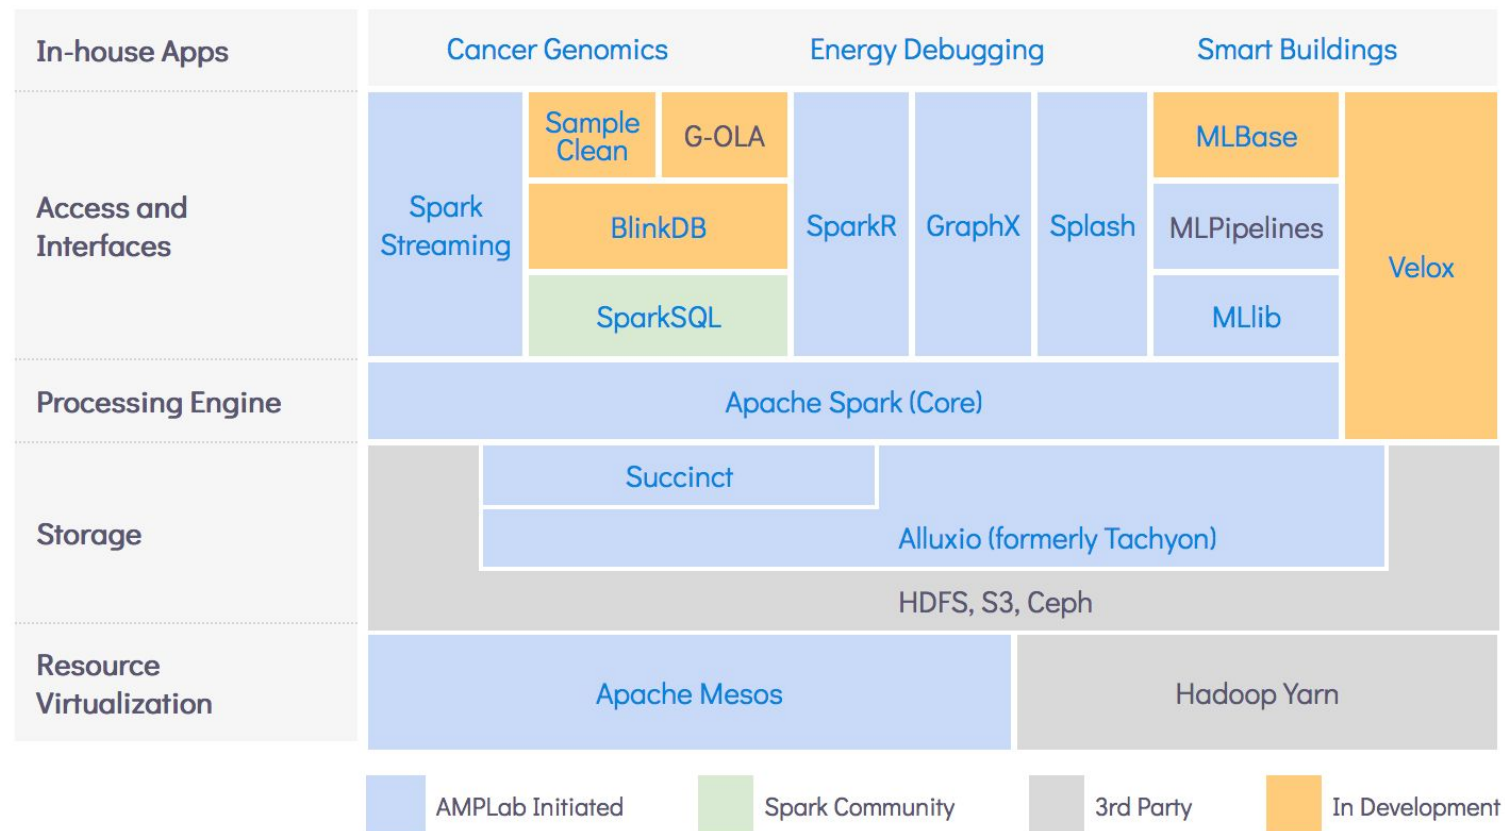 In-house Apps
Cancer Genomics
Energy Debugging
Smart Buildings
Access and
Interfaces
Spark
Streaming
Sample
Clean
G-OLA
BlinkDB
SparkSQL
SparkR
GraphX
Splash
MLBase
MLPipelines
MLlib
Velox
Processing Engine
Apache Spark (Core)
Storage
Succinct
Alluxio (formerly Tachyon)
HDFS, S3, Ceph
Resource
Virtualization
Apache Mesos
Hadoop Yarn
AMPLab Initiated
Spark Community
3rd Party
In Development